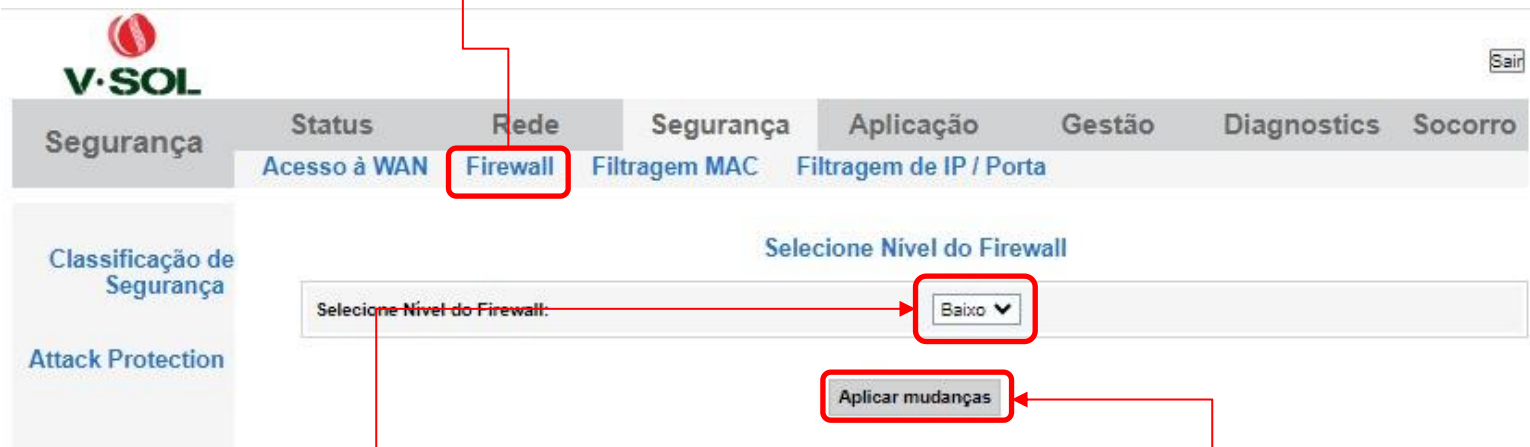 V·SOL
Sair
Segurança
Status Rede Segurança Aplicação Gestão Diagnostics Socorro
Acesso à WAN Firewall Filtragem MAC Filtragem de IP / Porta
Classificação de
Segurança
Attack Protection
Selecione Nível do Firewall
Selecione Nível do Firewall: Baixo
Aplicar mudanças